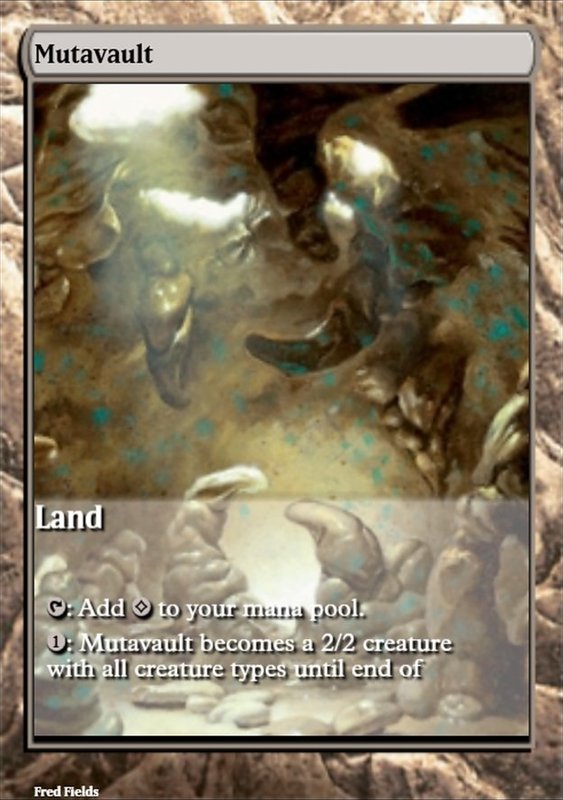 Mutavault
Land
: Add to your mana pool.
1: Mutavault becomes a 2/2 creature
with all creature types until end of
Fred Fields